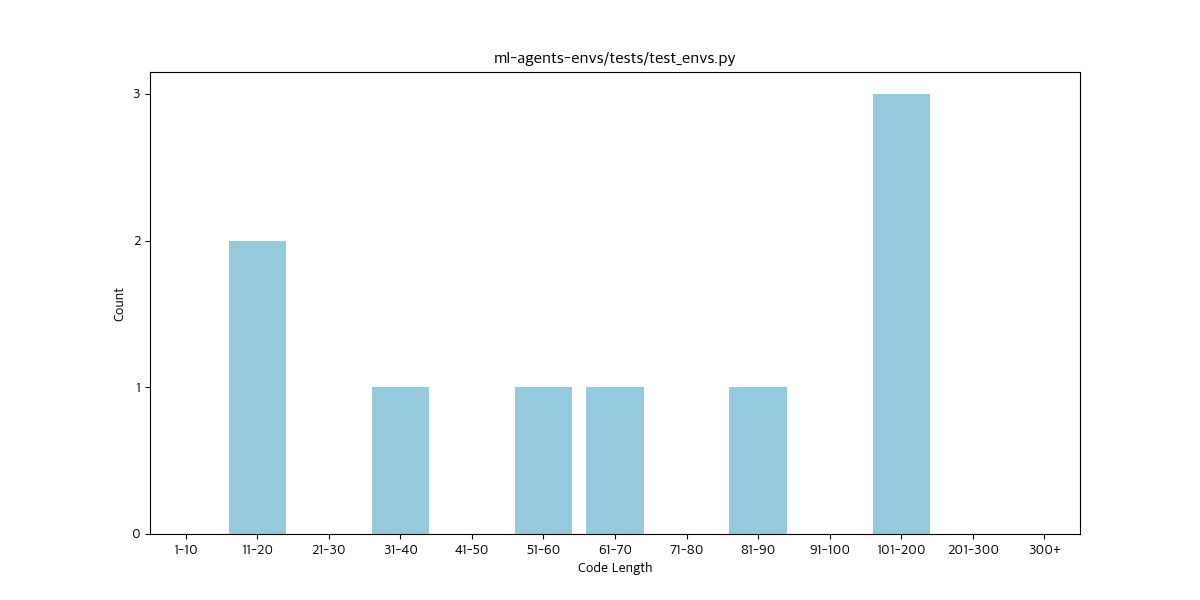 ml-agents-envs/tests/test_envs.py
3
2
1
0
Count
1-10 11-20 21-30 31-40 41-50 51-60 61-70 71-80 81-90 91-100 101-200 201-300 300+
Code Length